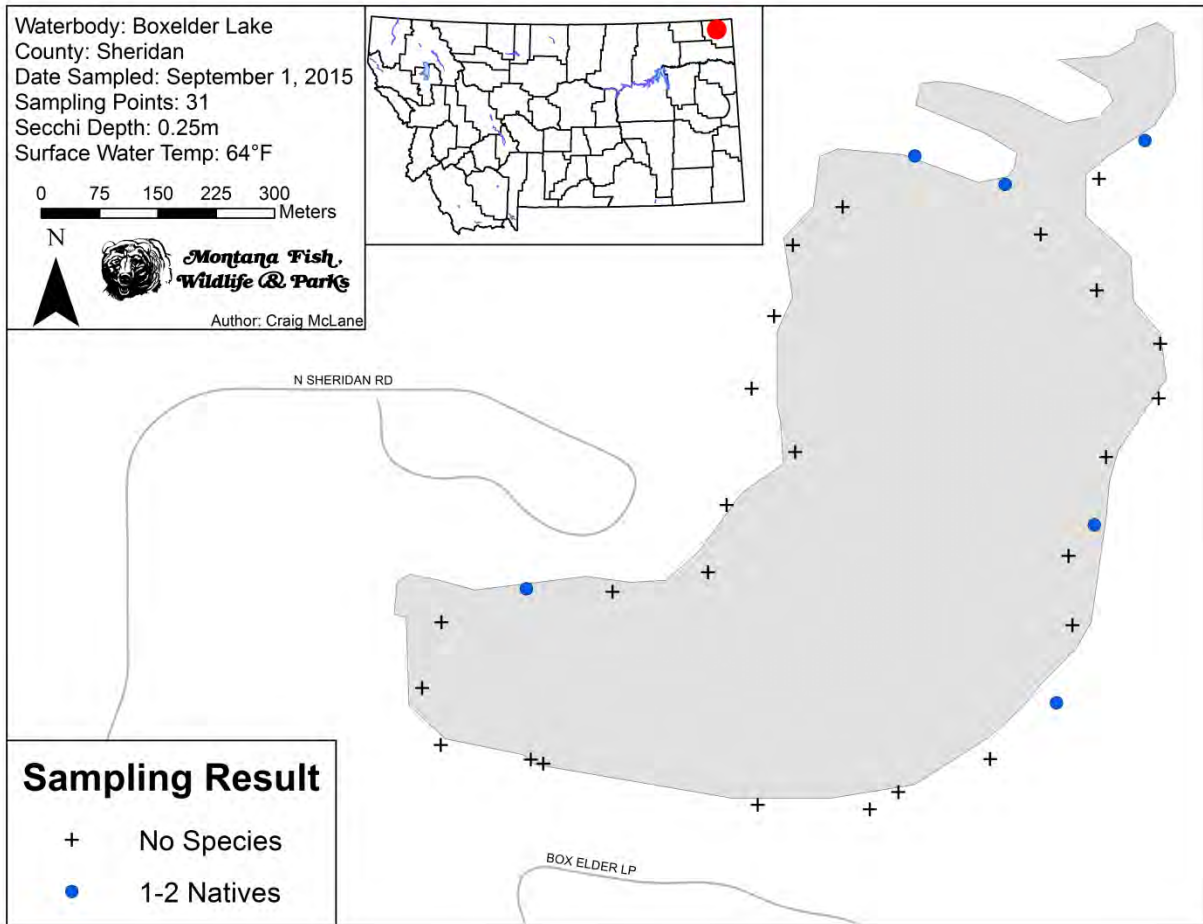 Waterbody: Boxelder Lake
County: Sheridan
Date Sampled: September 1, 2015
Sampling Points: 31
Secchi Depth: 0.25m
Surface Water Temp: 64°F
0 75 150 225 300
Meters
N
Montana Fish,
Wildlife & Parks
Author: Craig McLane
N SHERIDAN RD
BOX ELDER LP
Sampling Result
No Species
1-2 Natives